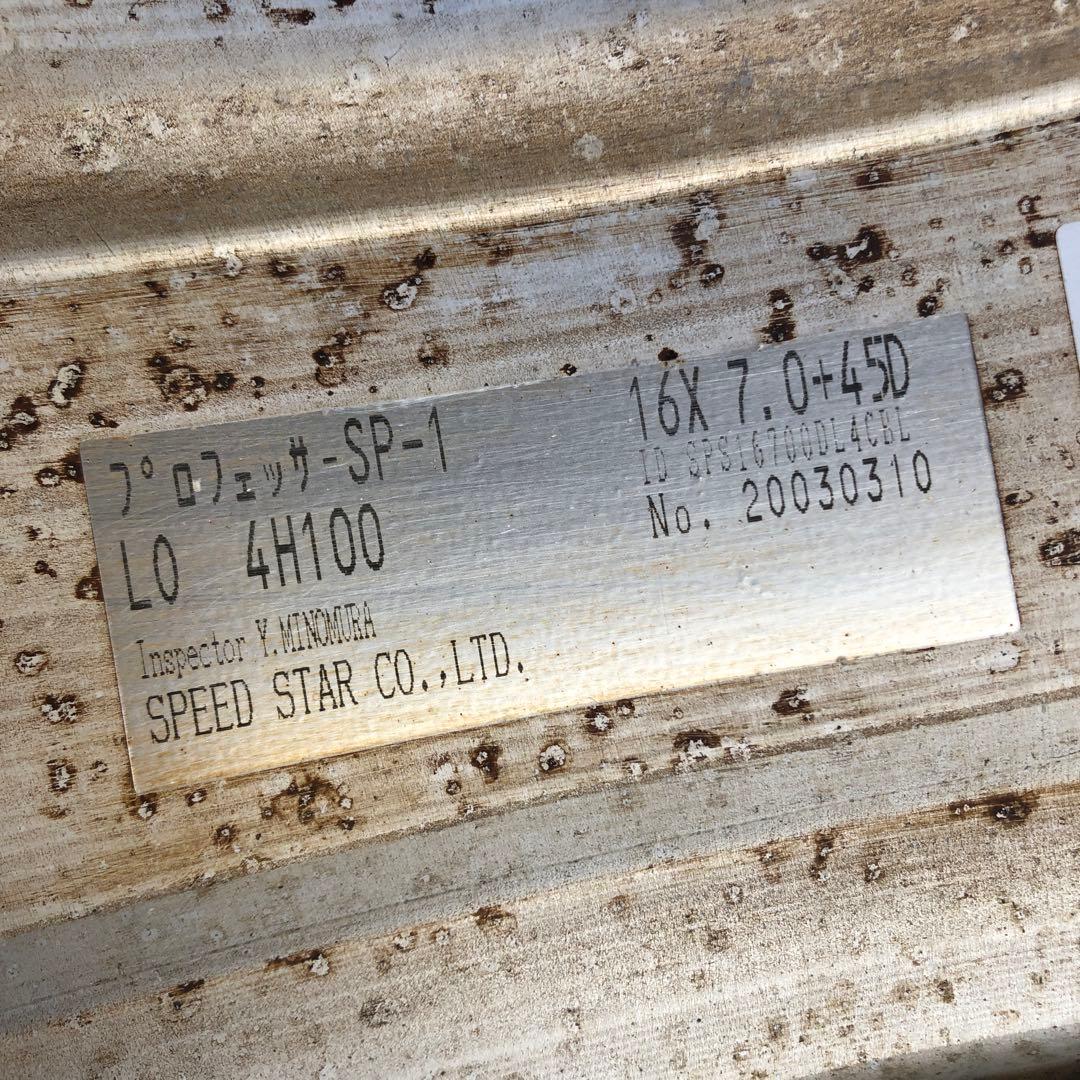 プロフェッサ-SP-1 16X 7.0+45D
ID SPS16700DL4CBL
LO 4H100 No. 20030310
Inspector Y.MINOMURA
SPEED STAR CO.,LTD.